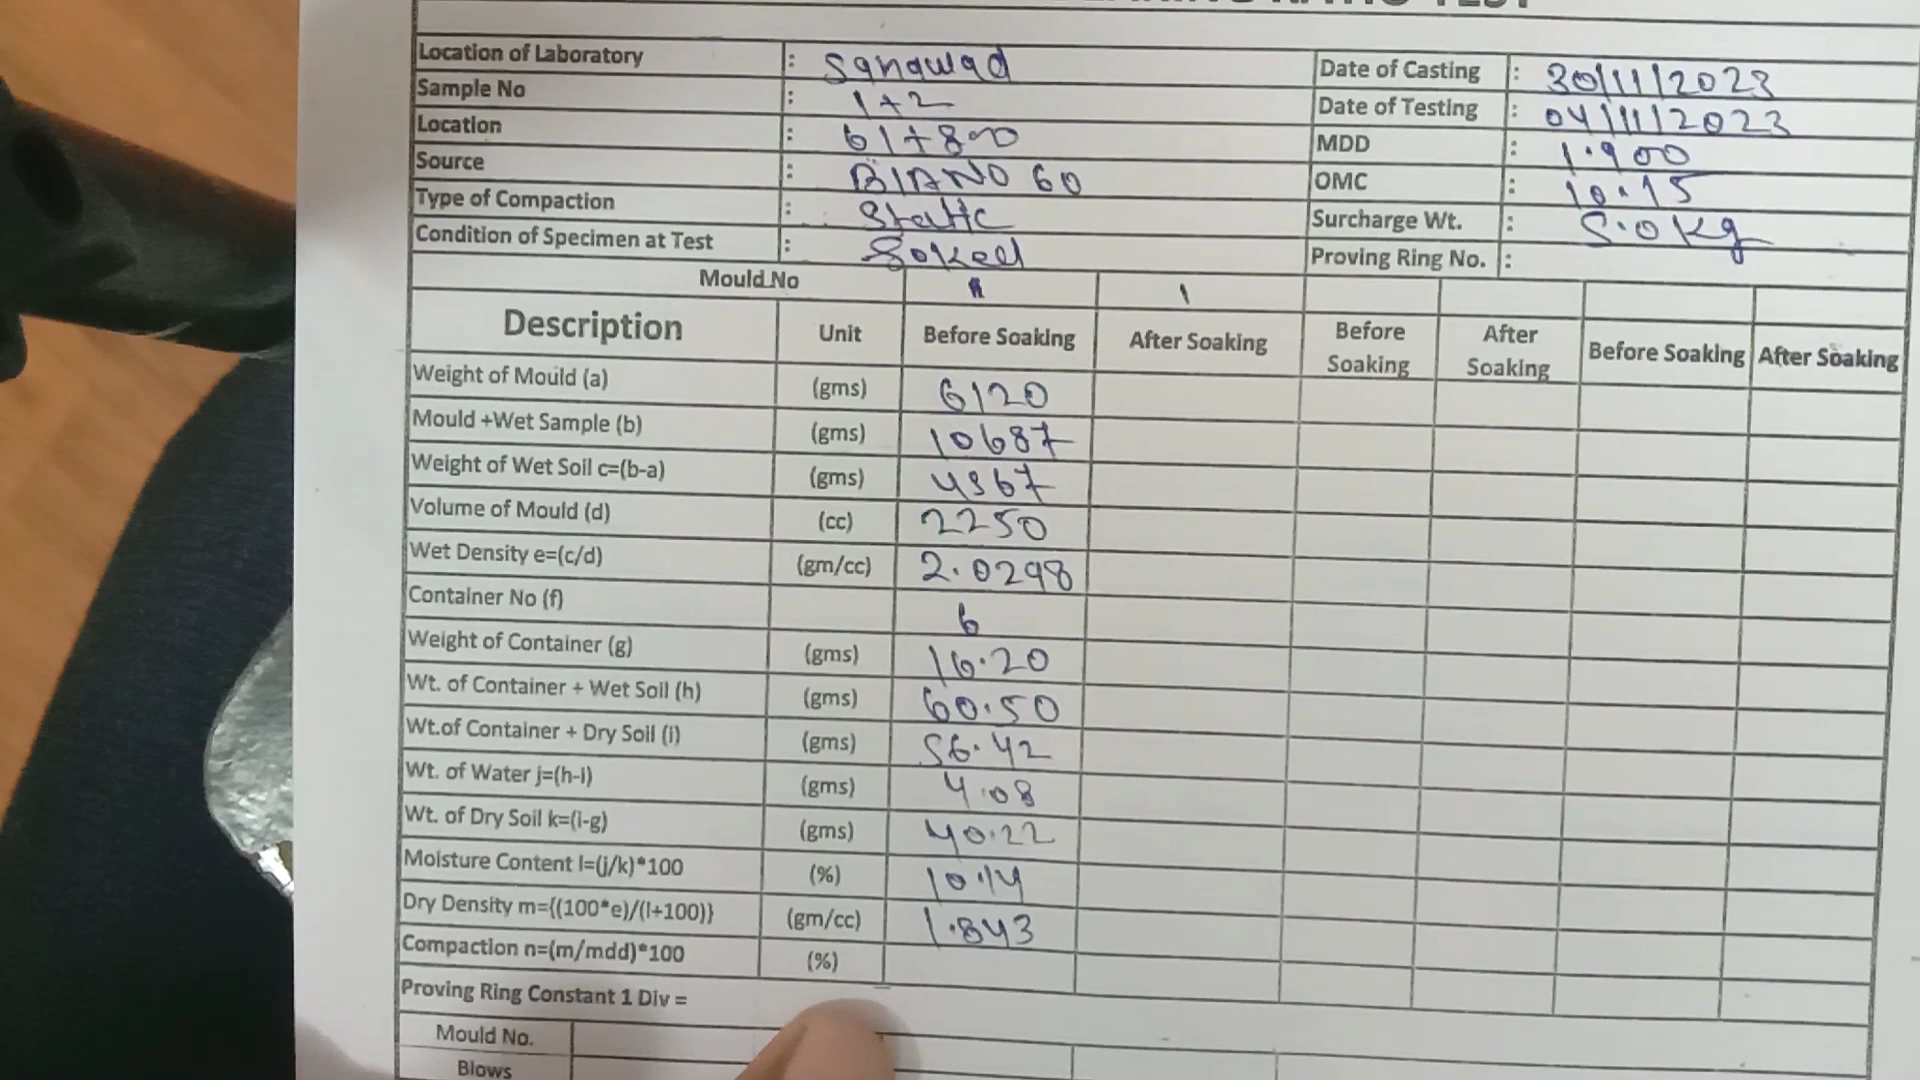 Location of Laboratory : Sanawad Date of Casting : 30/11/2023
Sample No : 1+2 Date of Testing : 04/11/2023
Location : 61+800 MDD : 1.900
Source : 60 OMC : 10.15
Type of Compaction : Static Surcharge Wt. : 5.0 Kg
Condition of Specimen at Test : Soked Proving Ring No. :
Mould No 1
Description Unit Before Soaking After Soaking Before Soaking After Soaking Before Soaking After Soaking
Weight of Mould (a) (gms) 6120
Mould +Wet Sample (b) (gms) 10687
Weight of Wet Soil c=(b-a) (gms) 4567
Volume of Mould (d) (cc) 2250
Wet Density e=(c/d) (gm/cc) 2.0298
Container No (f) 6
Weight of Container (g) (gms) 16.20
Wt. of Container + Wet Soil (h) (gms) 60.50
Wt.of Container + Dry Soil (i) (gms) 56.42
Wt. of Water j=(h-i) (gms) 4.08
Wt. of Dry Soil k=(i-g) (gms) 40.22
Moisture Content l=(j/k)*100 (%) 10.14
Dry Density m={(100*e)/(l+100)} (gm/cc) 1.843
Compaction n=(m/mdd)*100 (%)
Proving Ring Constant 1 Div =
Mould No.
Blows